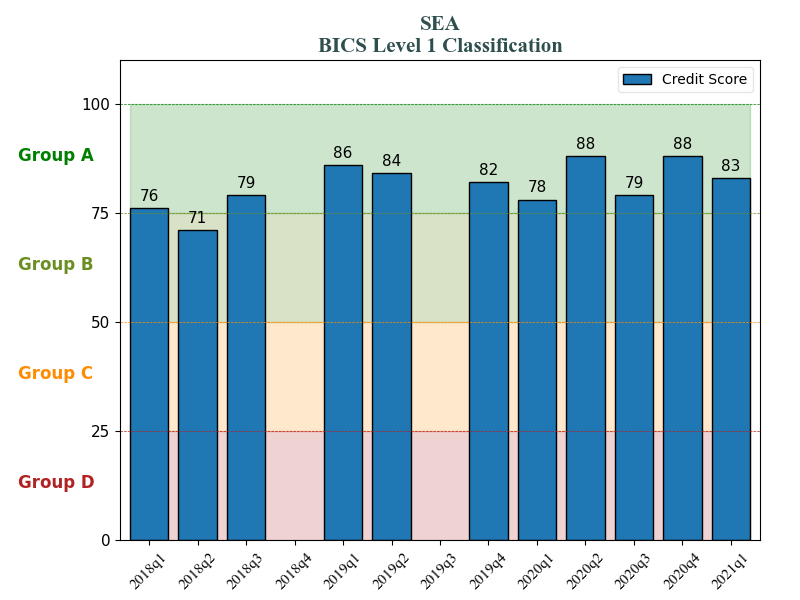 SEA
BICS Level 1 Classification
Credit Score
100
75
50
25
0
Group A
Group B
Group C
Group D
76
71
79
86
84
82
78
88
79
88
83
2018q1
2018q2
2018q3
2018q4
2019q1
2019q2
2019q3
2019q4
2020q1
2020q2
2020q3
2020q4
2021q1